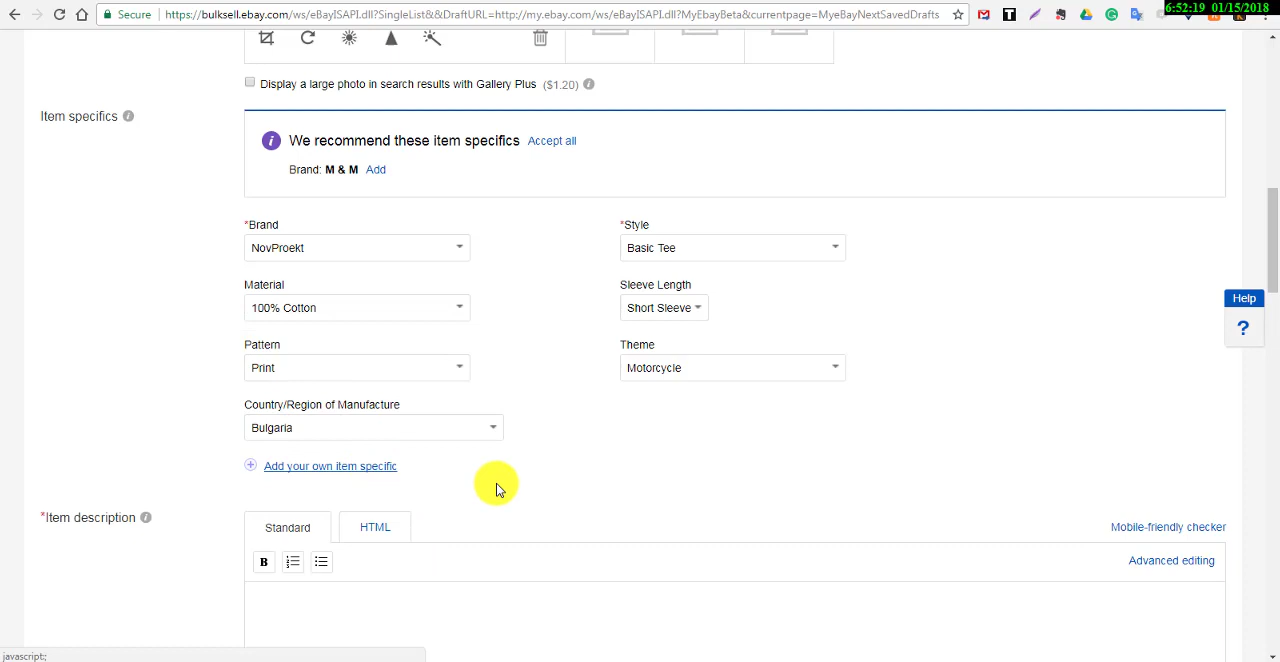 6:52:19 01/15/2018
Secure https://bulksell.ebay.com/ws/eBayISAPI.dll?SingleList&&DraftURL=http://my.ebay.com/ws/eBayISAPI.dll?MyEbayBeta&currentpage=MyeBayNextSavedDrafts
Display a large photo in search results with Gallery Plus ($1.20)
Item specifics
We recommend these item specifics Accept all
Brand: M & M Add
*Brand *Style
NovProekt Basic Tee
Material Sleeve Length
100% Cotton Short Sleeve
Pattern Theme
Print Motorcycle
Country/Region of Manufacture
Bulgaria
Add your own item specific
*Item description
Standard HTML Mobile-friendly checker
B Advanced editing
Help
?
javascript:;